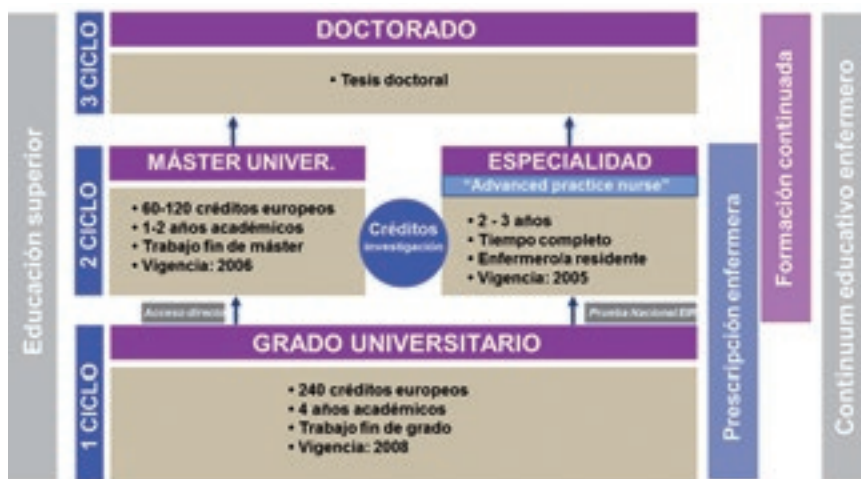 Educación superior
3 CICLO
DOCTORADO
• Tesis doctoral
2 CICLO
MÁSTER UNIVER.
• 60-120 créditos europeos
• 1-2 años académicos
• Trabajo fin de máster
• Vigencia: 2006
Créditos
investigación
ESPECIALIDAD
"Advanced practice nurse"
• 2 - 3 años
• Tiempo completo
• Enfermero/a residente
• Vigencia: 2005
Acceso directo
Prueba Nacional EIR
1 CICLO
GRADO UNIVERSITARIO
• 240 créditos europeos
• 4 años académicos
• Trabajo fin de grado
• Vigencia: 2008
Prescripción enfermera
Formación continuada
Continuum educativo enfermero